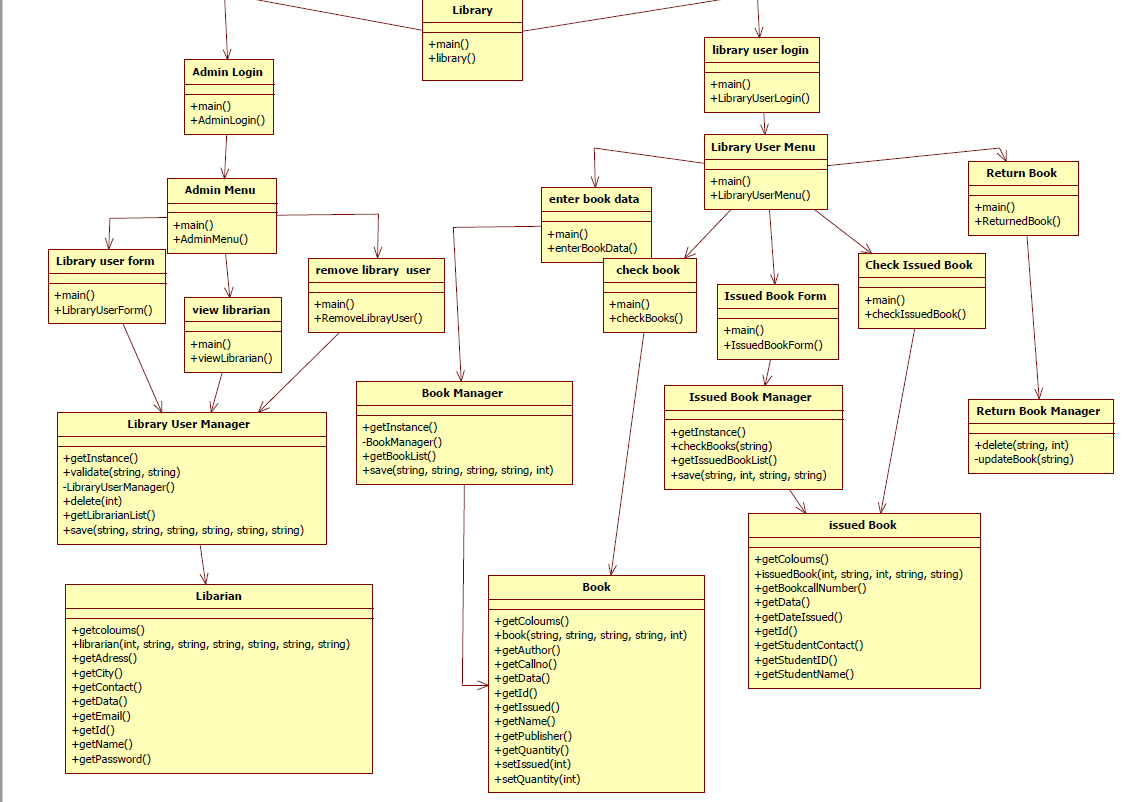 Library
+main()
+library()
library user login
+main()
+LibraryUserLogin()
Admin Login
+main()
+AdminLogin()
Library User Menu
+main()
+LibraryUserMenu()
Return Book
+main()
+ReturnedBook()
Admin Menu
+main()
+AdminMenu()
enter book data
+main()
+enterBookData()
Library user form
+main()
+LibraryUserForm()
remove library user
+main()
+RemoveLibrayUser()
check book
+main()
+checkBooks()
Check Issued Book
+main()
+checkIssuedBook()
view librarian
+main()
+viewLibrarian()
Issued Book Form
+main()
+IssuedBookForm()
Book Manager
+getInstance()
-BookManager()
+getBookList()
+save(string, string, string, string, int)
Issued Book Manager
+getInstance()
+checkBooks(string)
+getIssuedBookList()
+save(string, int, string, string)
Return Book Manager
+delete(string, int)
-updateBook(string)
Library User Manager
+getInstance()
+validate(string, string)
-LibraryUserManager()
+delete(int)
+getLibrarianList()
+save(string, string, string, string, string, string)
issued Book
+getColoums()
+issuedBook(int, string, int, string, string)
+getBookcallNumber()
+getData()
+getDateIssued()
+getId()
+getStudentContact()
+getStudentID()
+getStudentName()
Libarian
+getcoloums()
+librarian(int, string, string, string, string, string, string)
+getAdress()
+getCity()
+getContact()
+getData()
+getEmail()
+getId()
+getName()
+getPassword()
Book
+getColoums()
+book(string, string, string, string, int)
+getAuthor()
+getCallno()
+getData()
+getId()
+getIssued()
+getName()
+getPublisher()
+getQuantity()
+setIssued(int)
+setQuantity(int)